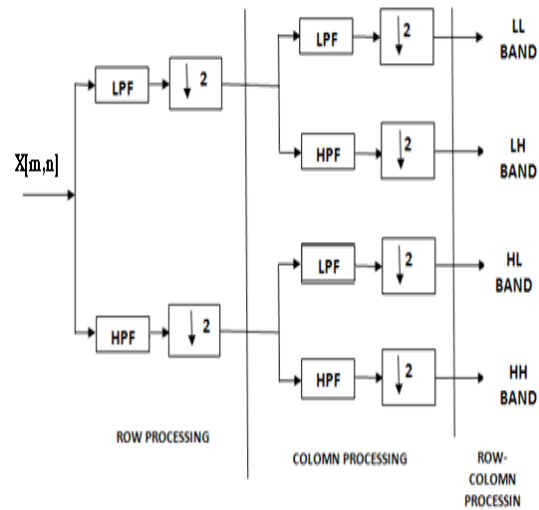 X[m,n]
LPF
2
HPF
2
LPF
2
HPF
2
LPF
2
HPF
2
LL
BAND
LH
BAND
HL
BAND
HH
BAND
ROW PROCESSING
COLOMN PROCESSING
ROW-
COLOMN
PROCESSIN